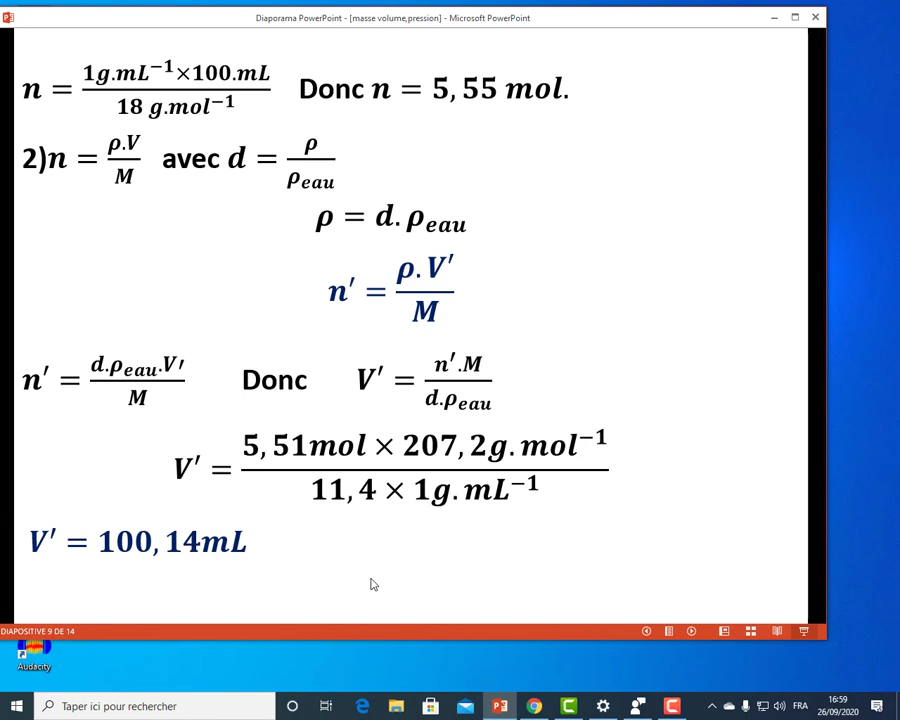 Diaporama PowerPoint - [masse volume,pression] - Microsoft PowerPoint
n = (1g.mL⁻¹×100.mL)/(18 g.mol⁻¹) Donc n = 5,55 mol.
2)n = ρ.V/M avec d = ρ/ρeau
ρ = d.ρeau
n′ = ρ.V′/M
n′ = d.ρeau.V′/M Donc V′ = n′.M/d.ρeau
V′ = (5,51mol × 207,2g.mol⁻¹)/(11,4 × 1g.mL⁻¹)
V′ = 100,14mL
DIAPOSITIVE 9 DE 14
Audacity
Taper ici pour rechercher
FRA
16:59
26/09/2020